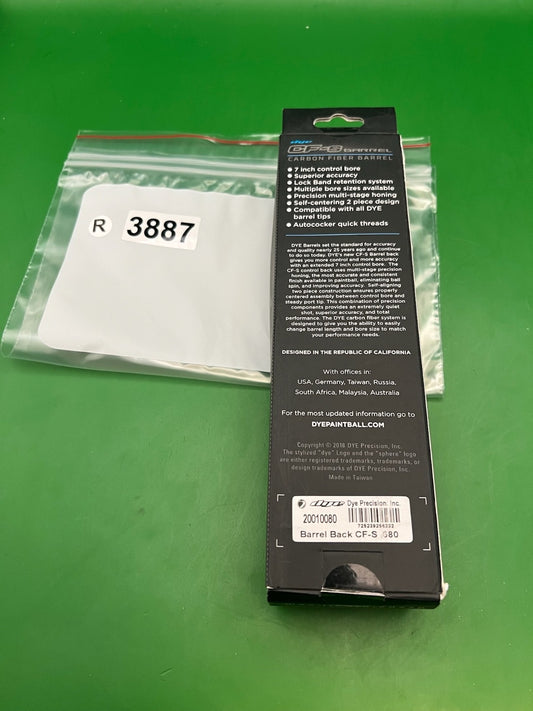 dye
CF-S BARREL
CARBON FIBER BARREL
● 7 inch control bore
● Superior accuracy
● Lock Band retention system
● Multiple bore sizes available
● Precision multi-stage honing
● Self-centering 2 piece design
● Compatible with all DYE
barrel tips
● Autococker quick threads
R
3887
DYE Barrels set the standard for accuracy
and quality nearly 25 years ago and continue
to do so today. DYE's new CF-S Barrel back
gives you more control and more accuracy
with an extended 7 inch control bore. The
CF-S control back uses multi-stage precision
honing, the most accurate and consistent
finish available in paintball, eliminating ball
spin, and improving accuracy. Self-aligning
two piece construction ensures properly
centered assembly between control bore and
steady port tip. This combination of precision
components provides an extremely quiet
shot, superior accuracy, and total
performance. The DYE carbon fiber system is
designed to give you the ability to easily
change barrel length and bore size to match
your performance needs.
DESIGNED IN THE REPUBLIC OF CALIFORNIA
With offices in:
USA, Germany, Taiwan, Russia,
South Africa, Malaysia, Australia
For the most updated information go to
DYEPAINTBALL.COM
Copyright © 2018 DYE Precision, Inc.
The stylized "dye" Logo and the "sphere" logo
are either registered trademarks, trademarks, or
design trademarks of DYE Precision, Inc.
Made in Taiwan
dye Dye Precision, Inc.
20010080
Barrel Back CF-S .680